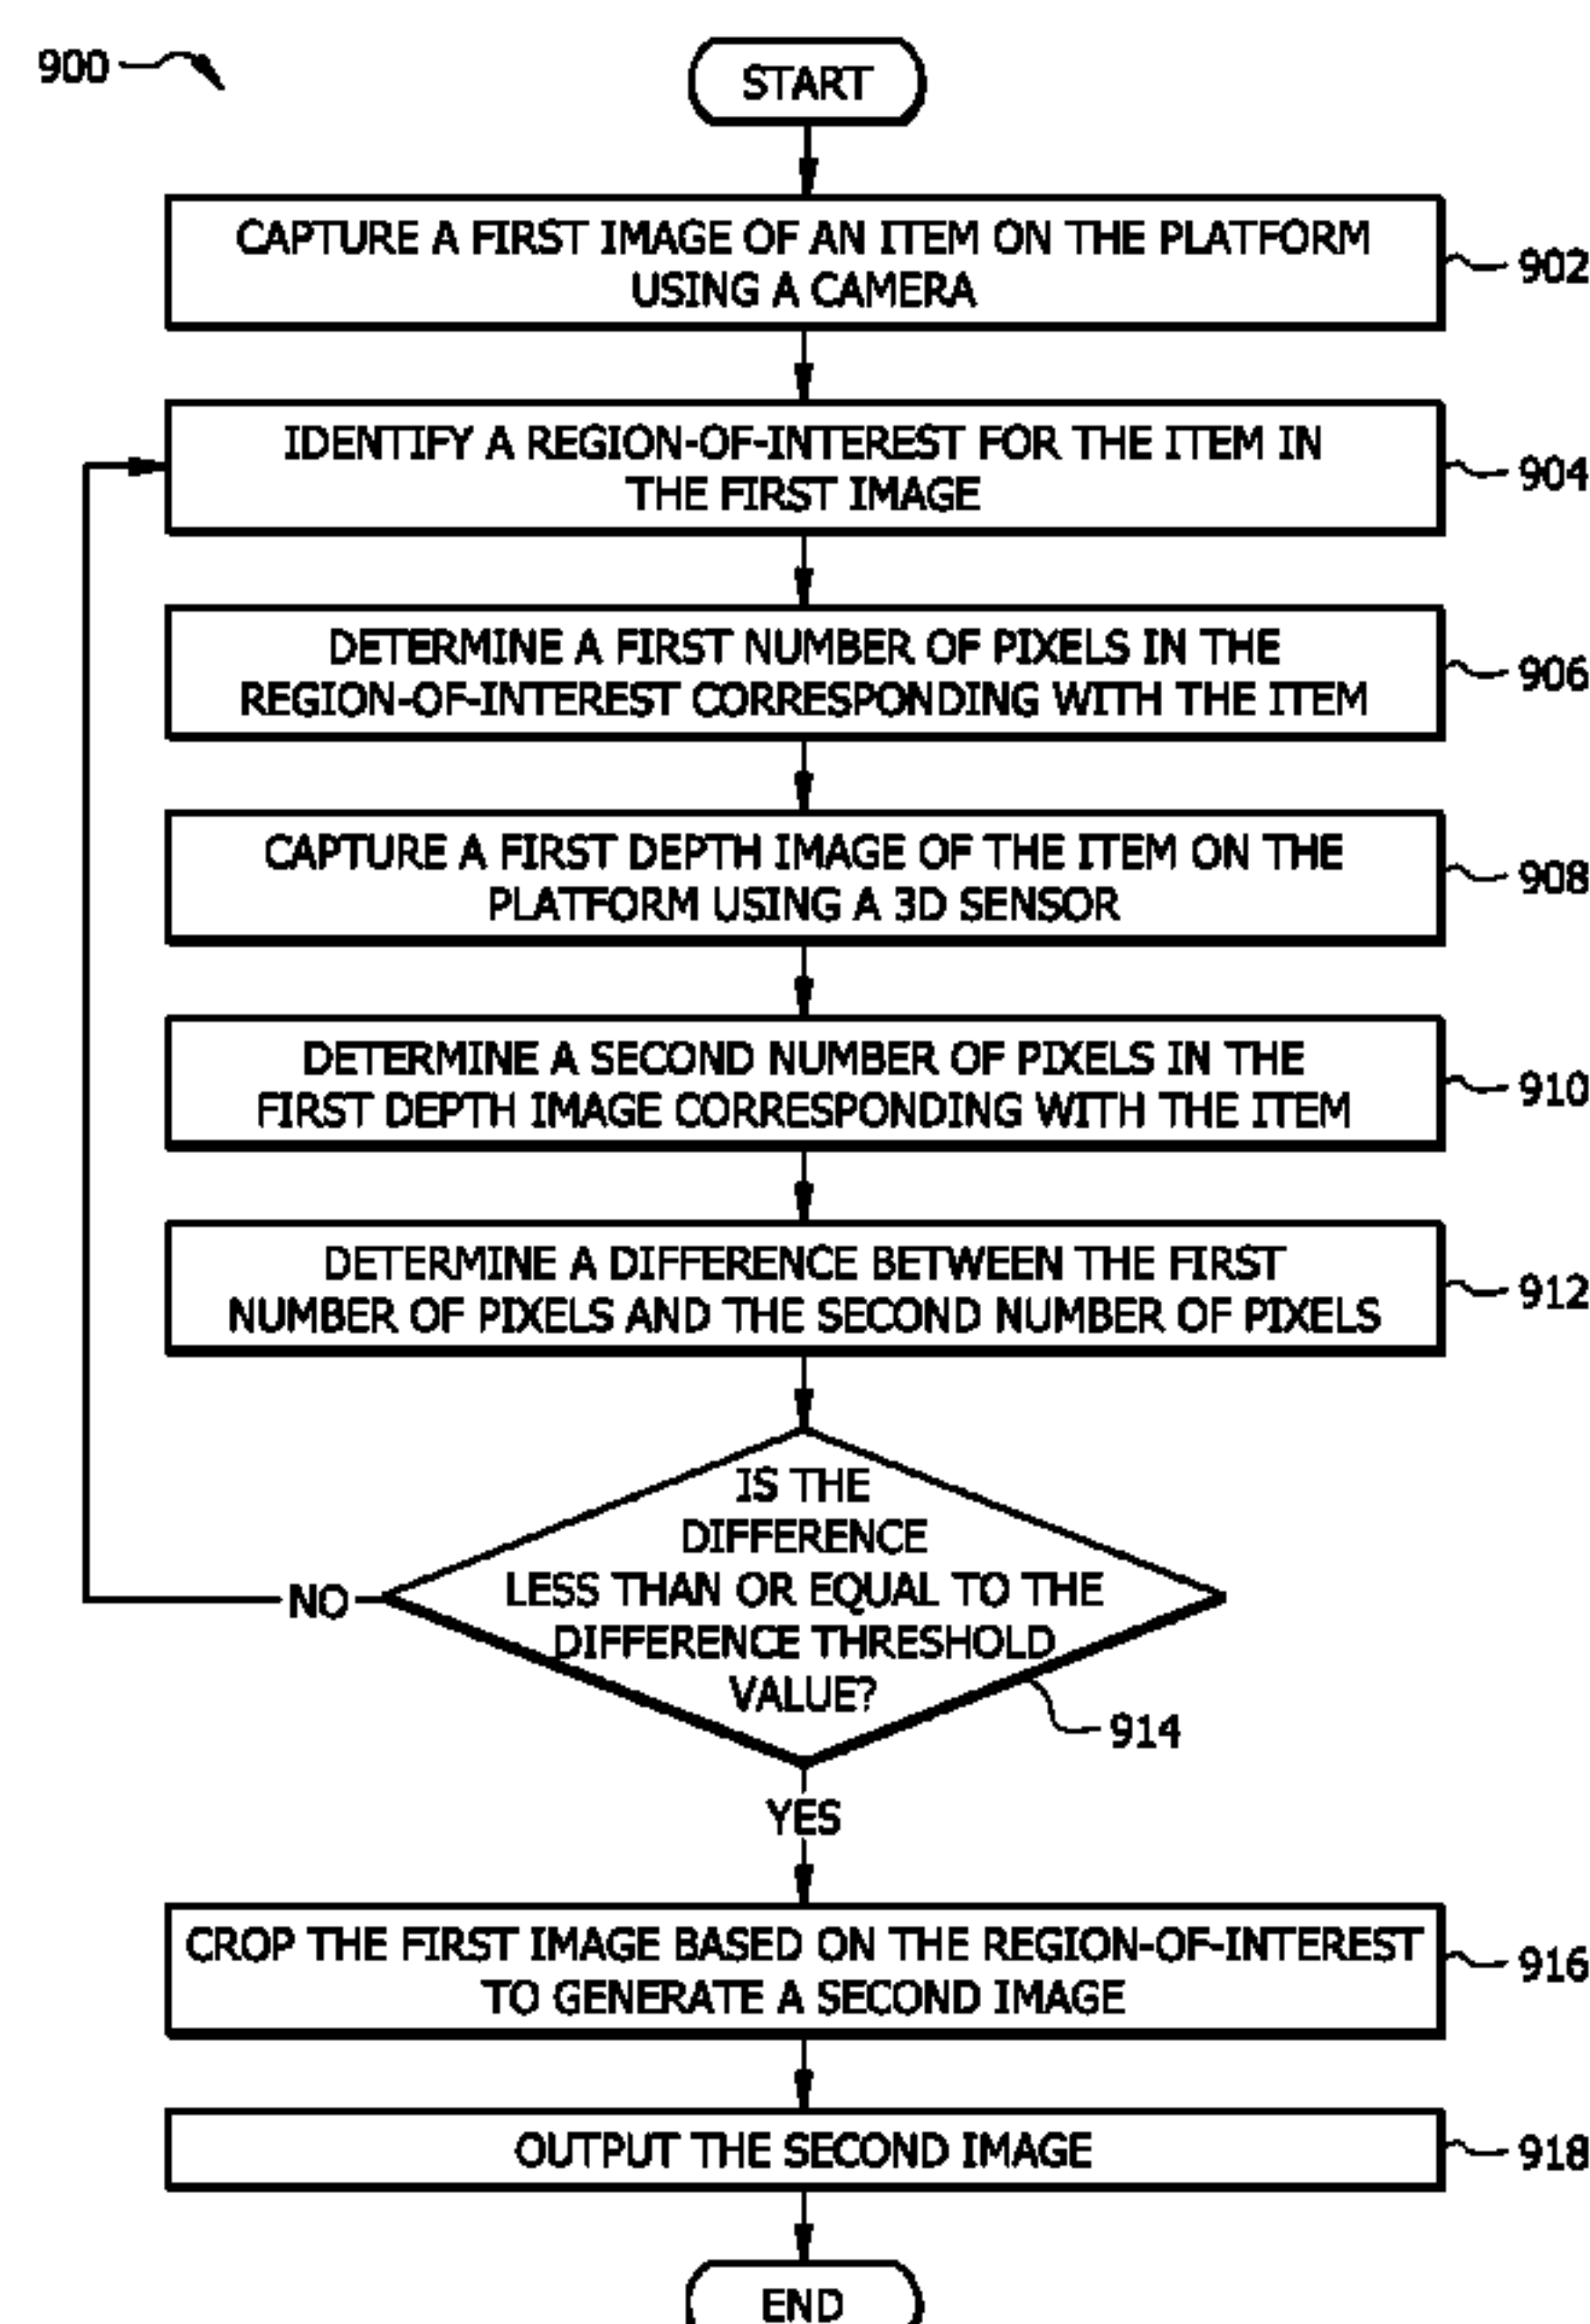 900
START
CAPTURE A FIRST IMAGE OF AN ITEM ON THE PLATFORM
USING A CAMERA
902
IDENTIFY A REGION-OF-INTEREST FOR THE ITEM IN
THE FIRST IMAGE
904
DETERMINE A FIRST NUMBER OF PIXELS IN THE
REGION-OF-INTEREST CORRESPONDING WITH THE ITEM
906
CAPTURE A FIRST DEPTH IMAGE OF THE ITEM ON THE
PLATFORM USING A 3D SENSOR
908
DETERMINE A SECOND NUMBER OF PIXELS IN THE
FIRST DEPTH IMAGE CORRESPONDING WITH THE ITEM
910
DETERMINE A DIFFERENCE BETWEEN THE FIRST
NUMBER OF PIXELS AND THE SECOND NUMBER OF PIXELS
912
IS THE
DIFFERENCE
LESS THAN OR EQUAL TO THE
DIFFERENCE THRESHOLD
VALUE?
NO
914
YES
CROP THE FIRST IMAGE BASED ON THE REGION-OF-INTEREST
TO GENERATE A SECOND IMAGE
916
OUTPUT THE SECOND IMAGE
918
END